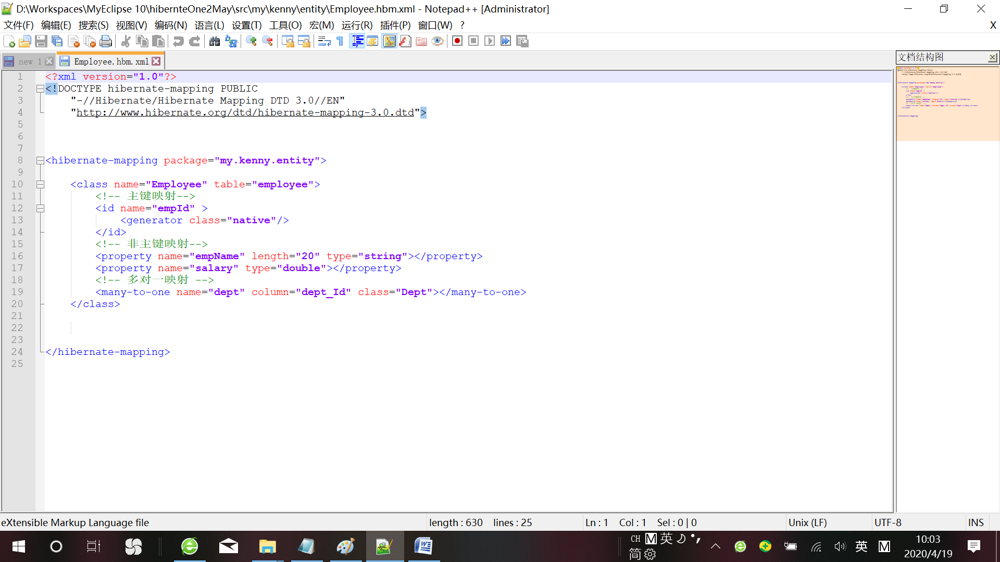 D:\Workspaces\MyEclipse 10\hibernteOne2May\src\my\kenny\entity\Employee.hbm.xml - Notepad++ [Administrator]
文件(F) 编辑(E) 搜索(S) 视图(V) 编码(N) 语言(L) 设置(T) 工具(O) 宏(M) 运行(R) 插件(P) 窗口(W) ? X
new 1 Employee.hbm.xml
文档结构图
1 <?xml version="1.0"?>
2 <!DOCTYPE hibernate-mapping PUBLIC
3 "-//Hibernate/Hibernate Mapping DTD 3.0//EN"
4 "http://www.hibernate.org/dtd/hibernate-mapping-3.0.dtd">
5
6
7
8 <hibernate-mapping package="my.kenny.entity">
9
10 <class name="Employee" table="employee">
11 <!-- 主键映射-->
12 <id name="empId" >
13 <generator class="native"/>
14 </id>
15 <!-- 非主键映射-->
16 <property name="empName" length="20" type="string"></property>
17 <property name="salary" type="double"></property>
18 <!-- 多对一映射 -->
19 <many-to-one name="dept" column="dept_Id" class="Dept"></many-to-one>
20 </class>
21
22
23
24 </hibernate-mapping>
25
eXtensible Markup Language file length : 630 lines : 25 Ln : 1 Col : 1 Sel : 0 | 0 Unix (LF) UTF-8 INS
CH M 英
简
英 M
10:03
2020/4/19